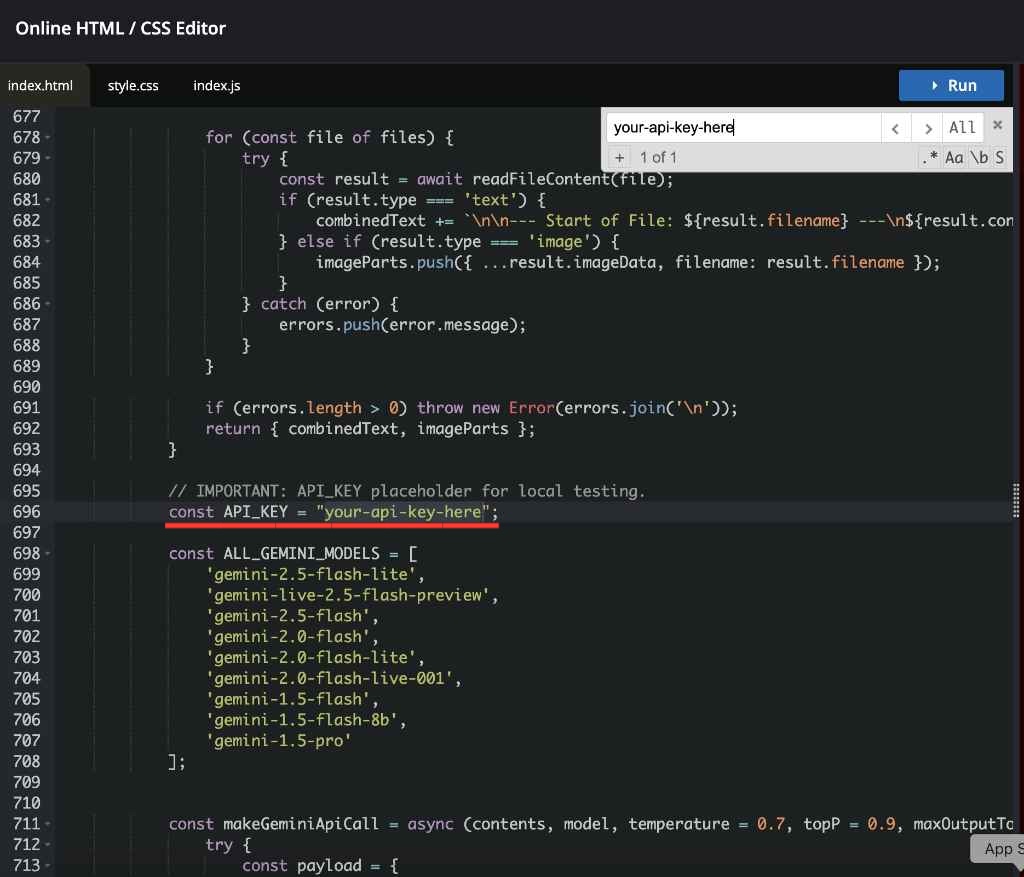 Online HTML / CSS Editor
index.html style.css index.js Run
your-api-key-here All
+ 1 of 1 .* Aa \b S
677
678 for (const file of files) {
679 try {
680 const result = await readFileContent(file);
681 if (result.type === 'text') {
682 combinedText += `\n\n--- Start of File: ${result.filename} ---\n${result.con
683 } else if (result.type === 'image') {
684 imageParts.push({ ...result.imageData, filename: result.filename });
685 }
686 } catch (error) {
687 errors.push(error.message);
688 }
689 }
690
691 if (errors.length > 0) throw new Error(errors.join('\n'));
692 return { combinedText, imageParts };
693 }
694
695 // IMPORTANT: API_KEY placeholder for local testing.
696 const API_KEY = "your-api-key-here";
697
698 const ALL_GEMINI_MODELS = [
699 'gemini-2.5-flash-lite',
700 'gemini-live-2.5-flash-preview',
701 'gemini-2.5-flash',
702 'gemini-2.0-flash',
703 'gemini-2.0-flash-lite',
704 'gemini-2.0-flash-live-001',
705 'gemini-1.5-flash',
706 'gemini-1.5-flash-8b',
707 'gemini-1.5-pro'
708 ];
709
710
711 const makeGeminiApiCall = async (contents, model, temperature = 0.7, topP = 0.9, maxOutputTo
712 try {
713 const payload = {
App S